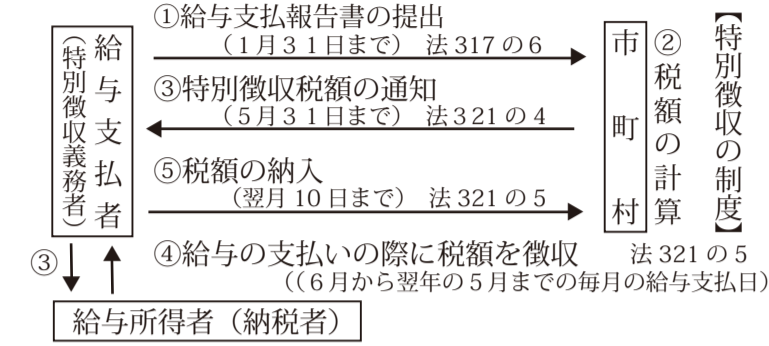 【特別徴収の制度】
①給与支払報告書の提出
（１月３１日まで） 法317の6
給与支払者
（特別徴収義務者）
市町村
②税額の計算
③特別徴収税額の通知
（５月３１日まで） 法３21の４
⑤税額の納入
（翌月10日まで） 法321の５
④給与の支払いの際に税額を徴収 法321の５
（（６月から翌年の５月までの毎月の給与支払日）
③
給与所得者（納税者）